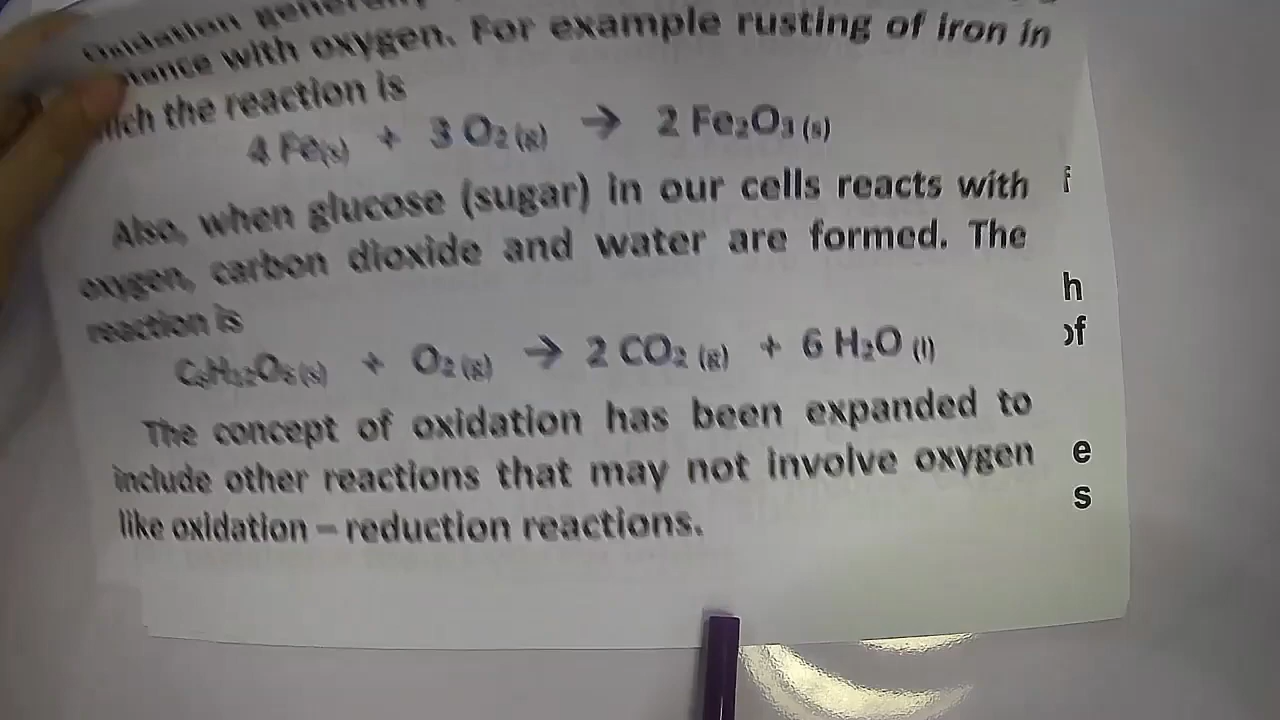 Oxidation
with oxygen. For example rusting of iron in
the reaction is
4 Fe(s) + 3 O₂ (g) → 2 Fe₂O₃ (s)
Also, when glucose (sugar) in our cells reacts with
oxygen, carbon dioxide and water are formed. The
reaction is
C₆H₁₂O₆ (s) + O₂ (g) → 2 CO₂ (g) + 6 H₂O (l)
The concept of oxidation has been expanded to
include other reactions that may not involve oxygen
like oxidation – reduction reactions.
h
of
e
s